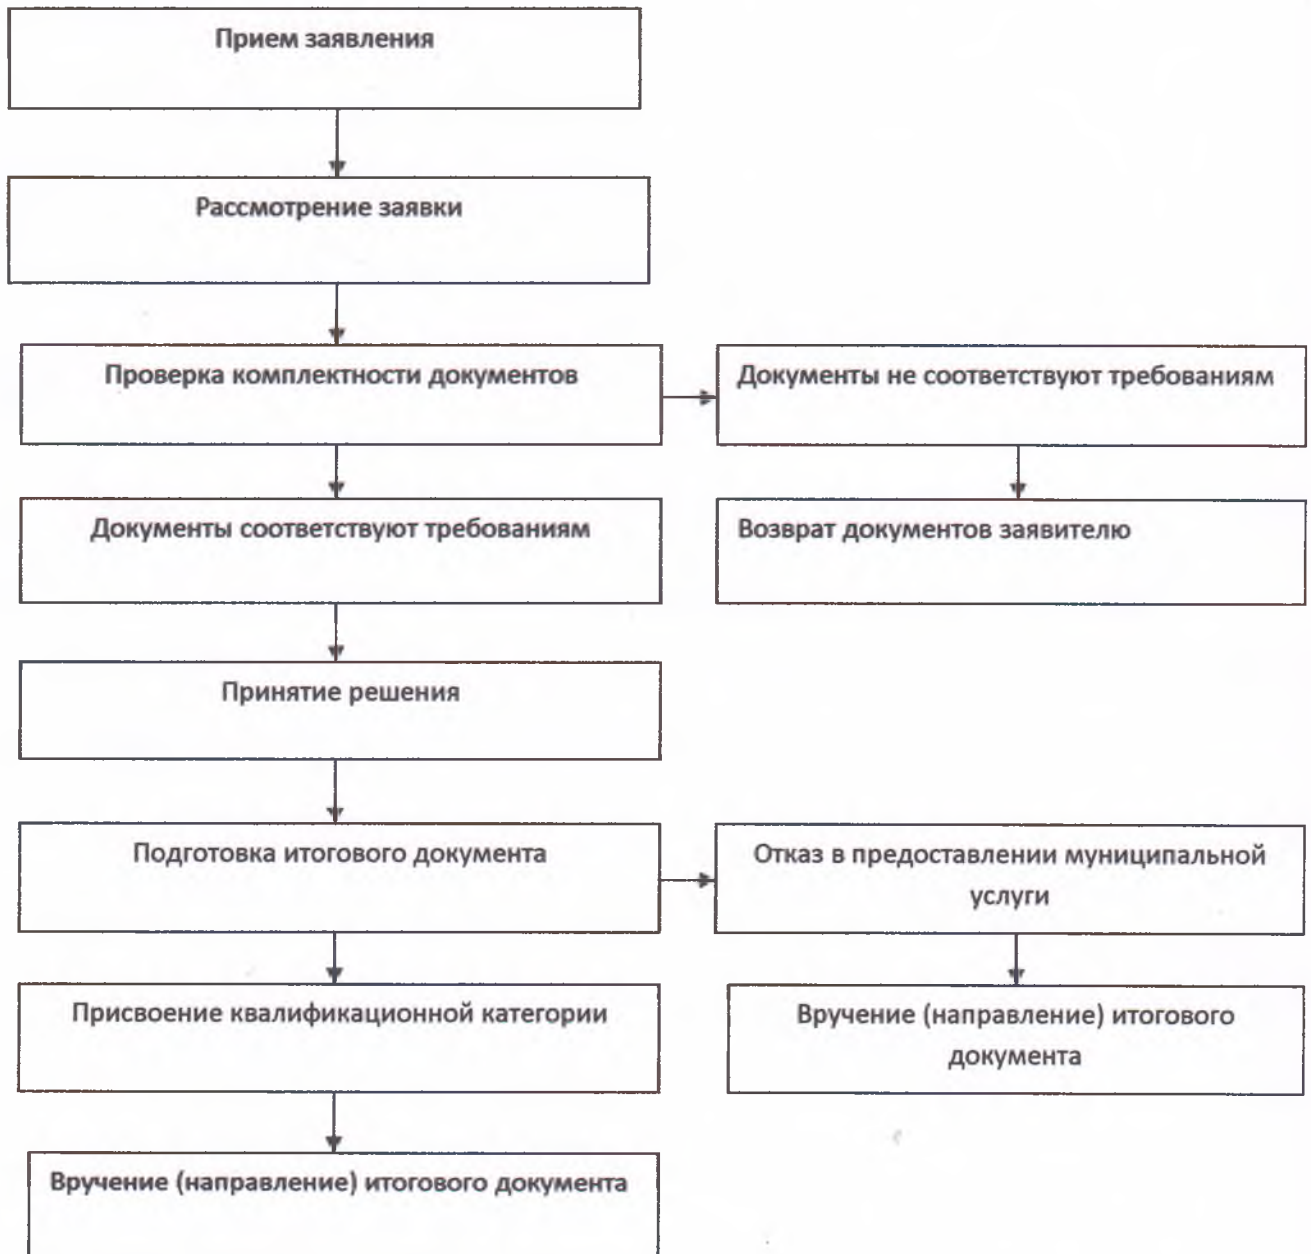 Прием заявления
Рассмотрение заявки
Проверка комплектности документов
Документы не соответствуют требованиям
Документы соответствуют требованиям
Возврат документов заявителю
Принятие решения
Подготовка итогового документа
Отказ в предоставлении муниципальной
услуги
Присвоение квалификационной категории
Вручение (направление) итогового
документа
Вручение (направление) итогового документа